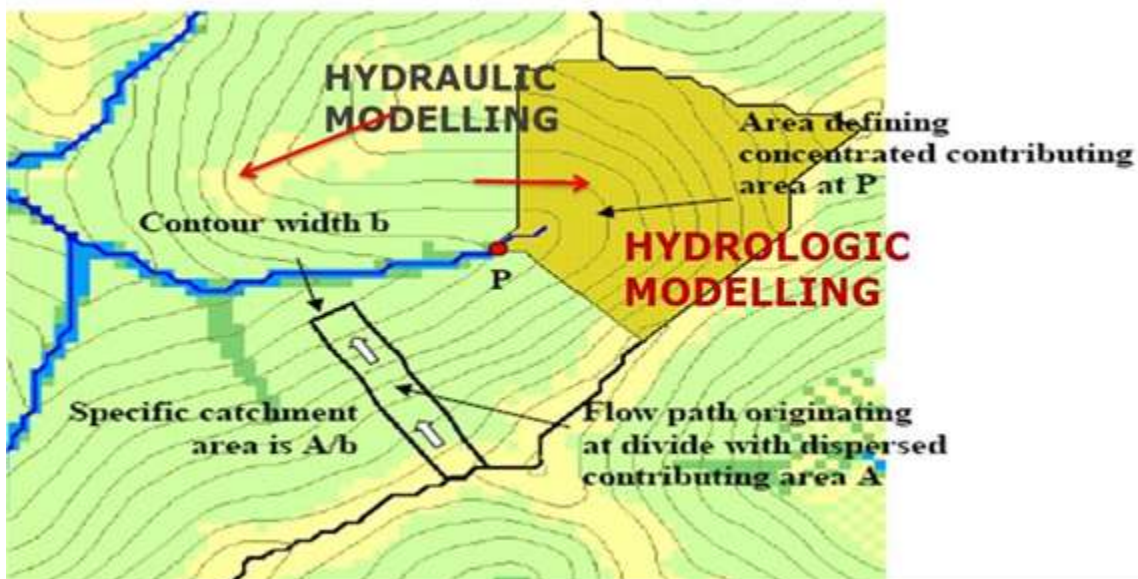 HYDRAULIC
MODELLING
Area defining
concentrated contributing
area at P
Contour width b
HYDROLOGIC
MODELLING
P
Specific catchment
area is A/b
Flow path originating
at divide with dispersed
contributing area A